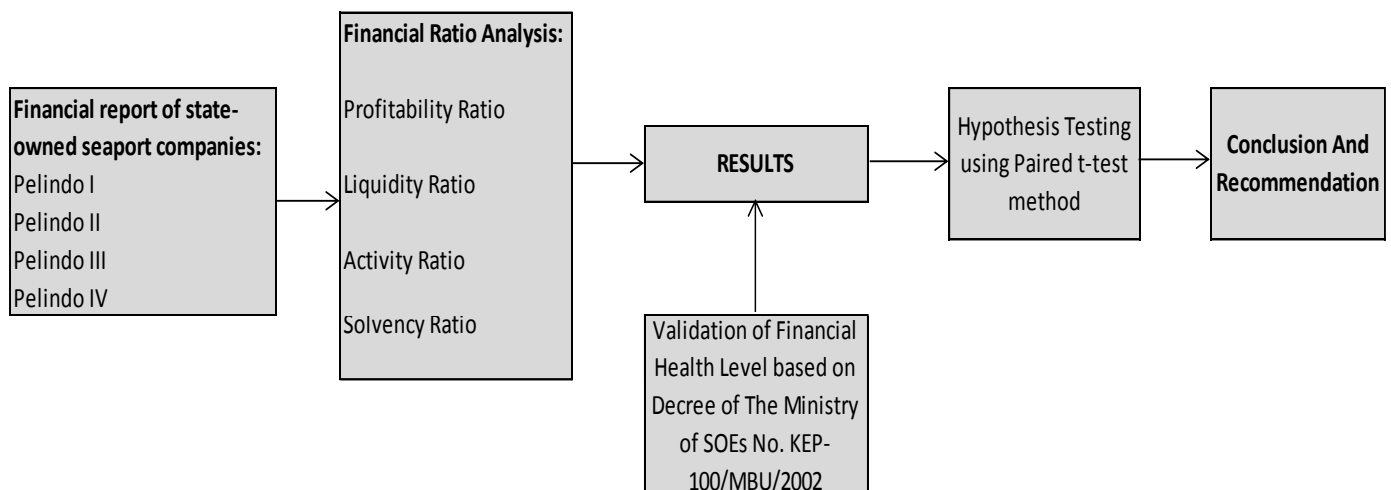 Financial report of state-
owned seaport companies:
Pelindo I
Pelindo II
Pelindo III
Pelindo IV
Financial Ratio Analysis:
Profitability Ratio
Liquidity Ratio
Activity Ratio
Solvency Ratio
RESULTS
Validation of Financial
Health Level based on
Decree of The Ministry
of SOEs No. KEP-
100/MBU/2002
Hypothesis Testing
using Paired t-test
method
Conclusion And
Recommendation